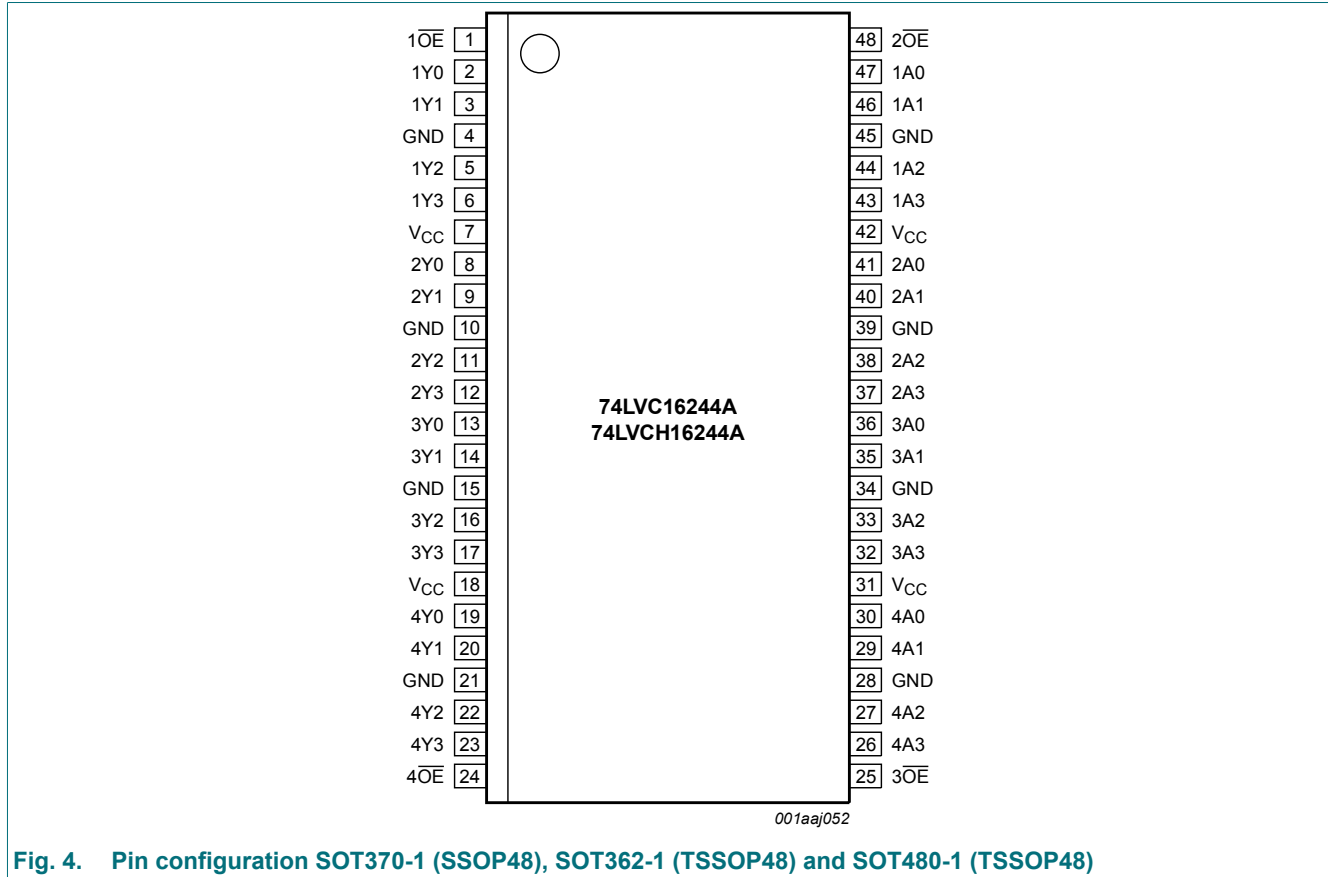 1O̅E̅ 1 48 2O̅E̅
1Y0 2 47 1A0
1Y1 3 46 1A1
GND 4 45 GND
1Y2 5 44 1A2
1Y3 6 43 1A3
VCC 7 42 VCC
2Y0 8 41 2A0
2Y1 9 40 2A1
GND 10 39 GND
2Y2 11 38 2A2
2Y3 12 37 2A3
74LVC16244A
74LVCH16244A
3Y0 13 36 3A0
3Y1 14 35 3A1
GND 15 34 GND
3Y2 16 33 3A2
3Y3 17 32 3A3
VCC 18 31 VCC
4Y0 19 30 4A0
4Y1 20 29 4A1
GND 21 28 GND
4Y2 22 27 4A2
4Y3 23 26 4A3
4O̅E̅ 24 25 3O̅E̅
001aaj052
Fig. 4. Pin configuration SOT370-1 (SSOP48), SOT362-1 (TSSOP48) and SOT480-1 (TSSOP48)